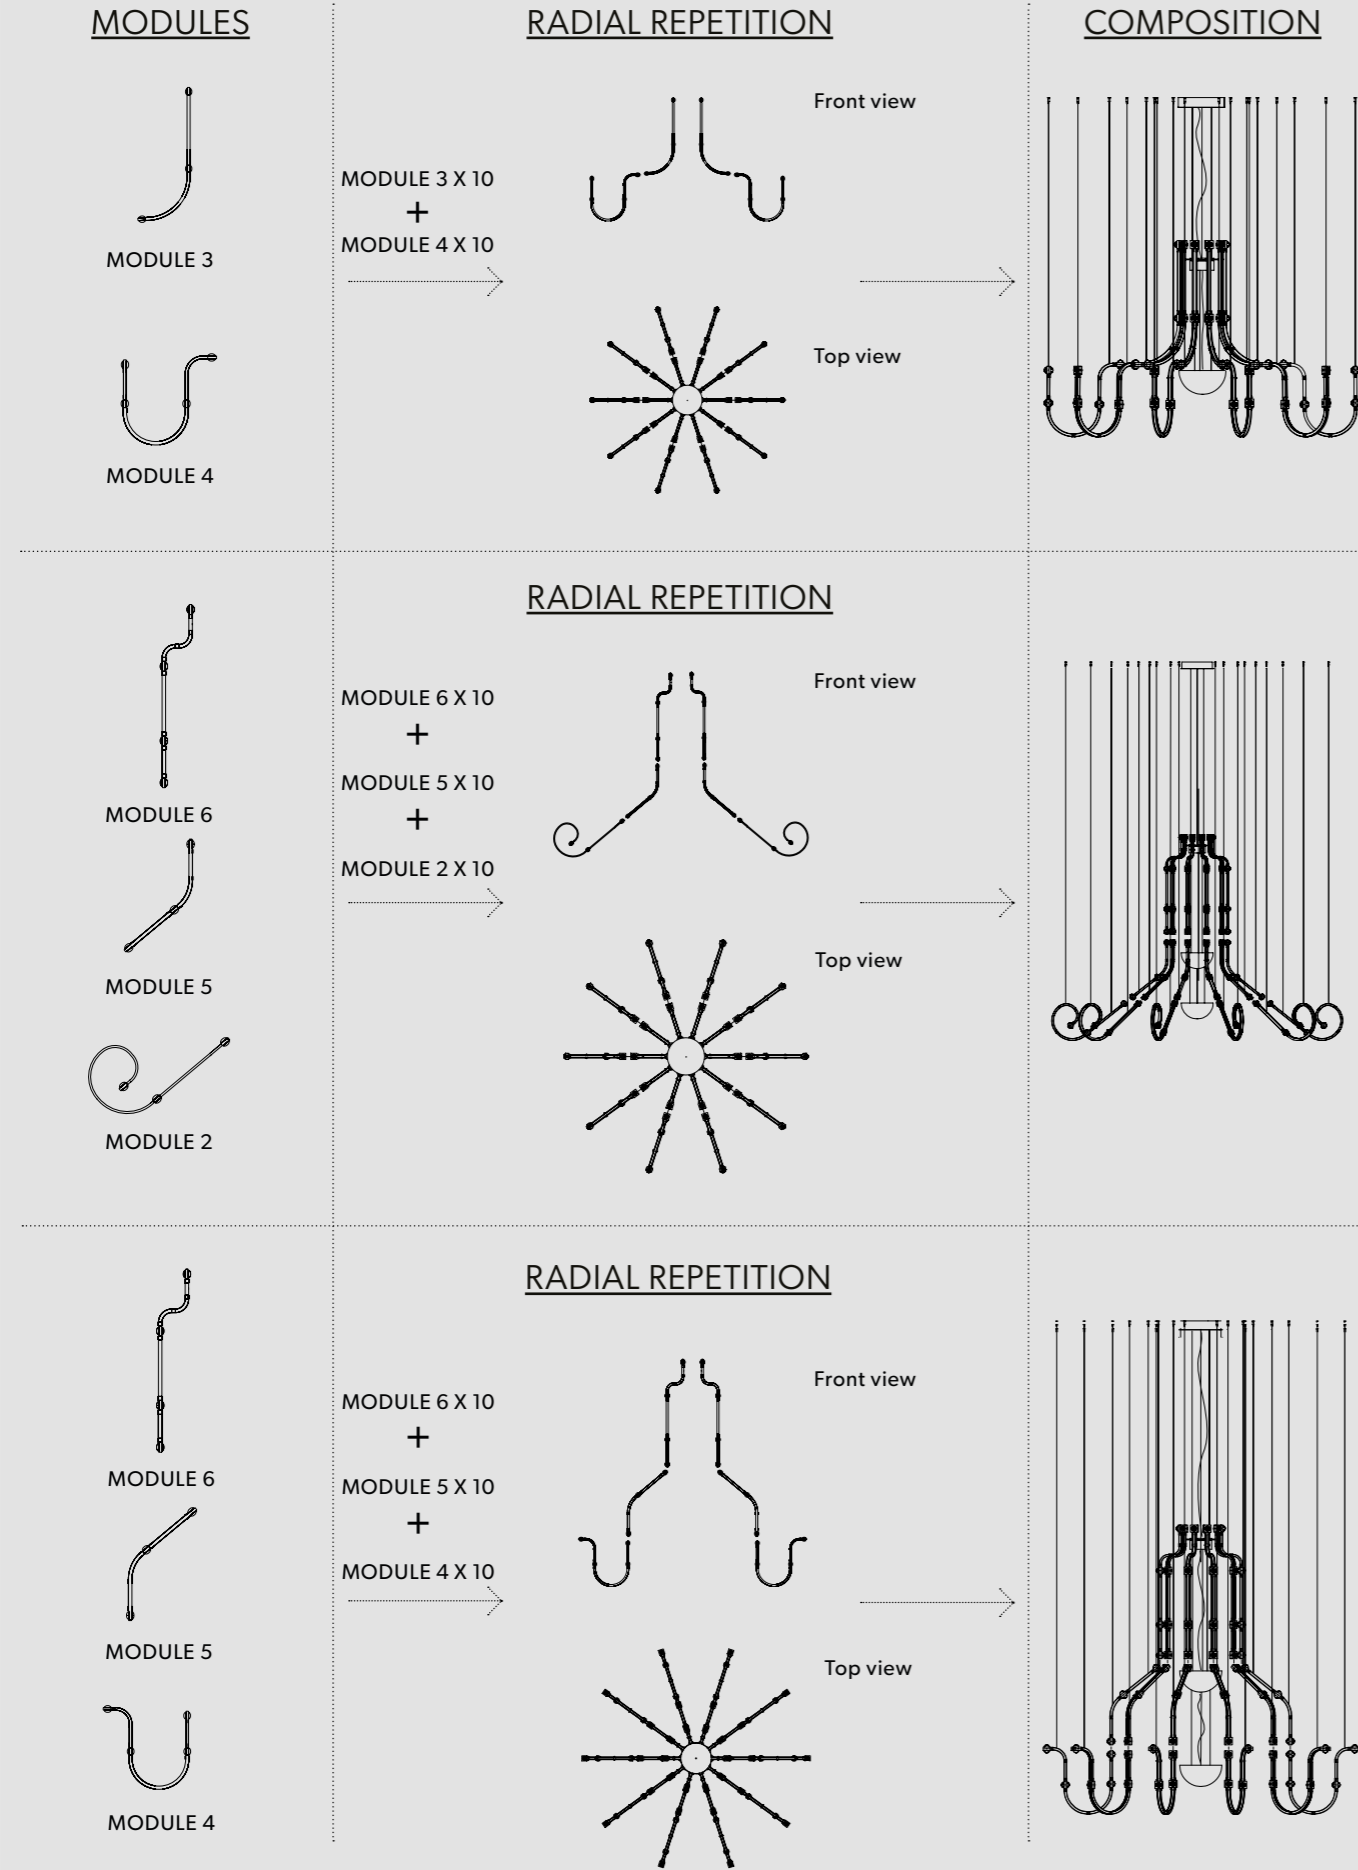 MODULES
RADIAL REPETITION
COMPOSITION
MODULE 3
MODULE 4
MODULE 3 X 10
+
MODULE 4 X 10
Front view
Top view
RADIAL REPETITION
MODULE 6
MODULE 5
MODULE 2
MODULE 6 X 10
+
MODULE 5 X 10
+
MODULE 2 X 10
Front view
Top view
RADIAL REPETITION
MODULE 6
MODULE 5
MODULE 4
MODULE 6 X 10
+
MODULE 5 X 10
+
MODULE 4 X 10
Front view
Top view